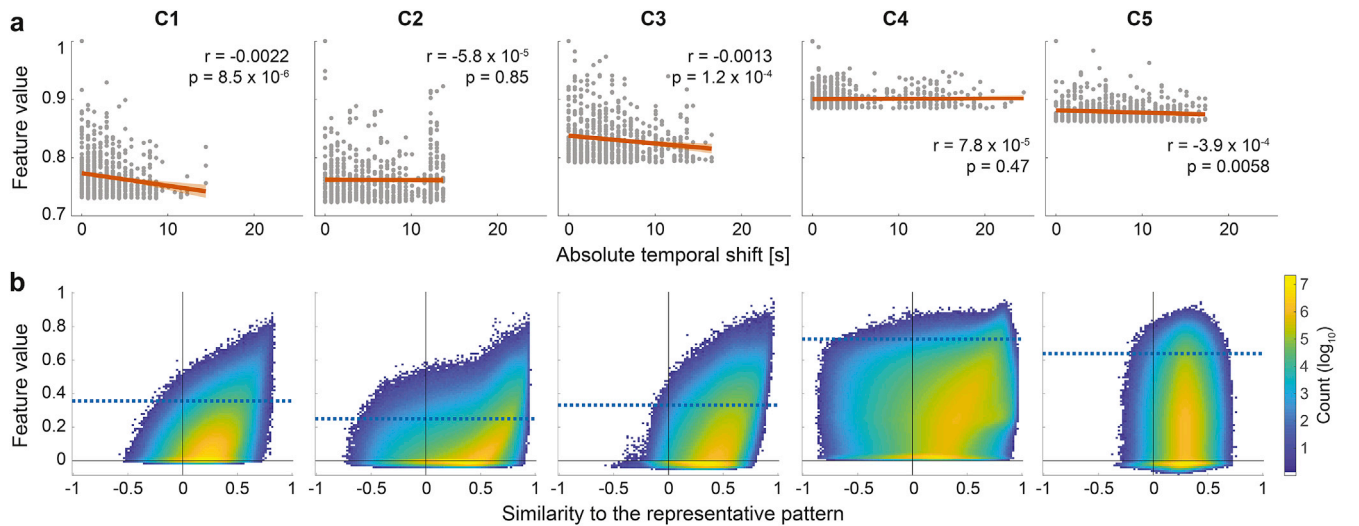 a
C1 C2 C3 C4 C5
Feature value
1
0.9
0.8
0.7
r = -0.0022
p = 8.5 x 10⁻⁶
r = -5.8 x 10⁻⁵
p = 0.85
r = -0.0013
p = 1.2 x 10⁻⁴
r = 7.8 x 10⁻⁵
p = 0.47
r = -3.9 x 10⁻⁴
p = 0.0058
0 10 20 0 10 20 0 10 20 0 10 20 0 10 20
Absolute temporal shift [s]
b
Feature value
1
0.8
0.6
0.4
0.2
0
-1 -0.5 0 0.5 1 -1 -0.5 0 0.5 1 -1 -0.5 0 0.5 1 -1 -0.5 0 0.5 1 -1 -0.5 0 0.5 1
Similarity to the representative pattern
7
6
5
4
3
2
1
Count (log₁₀)